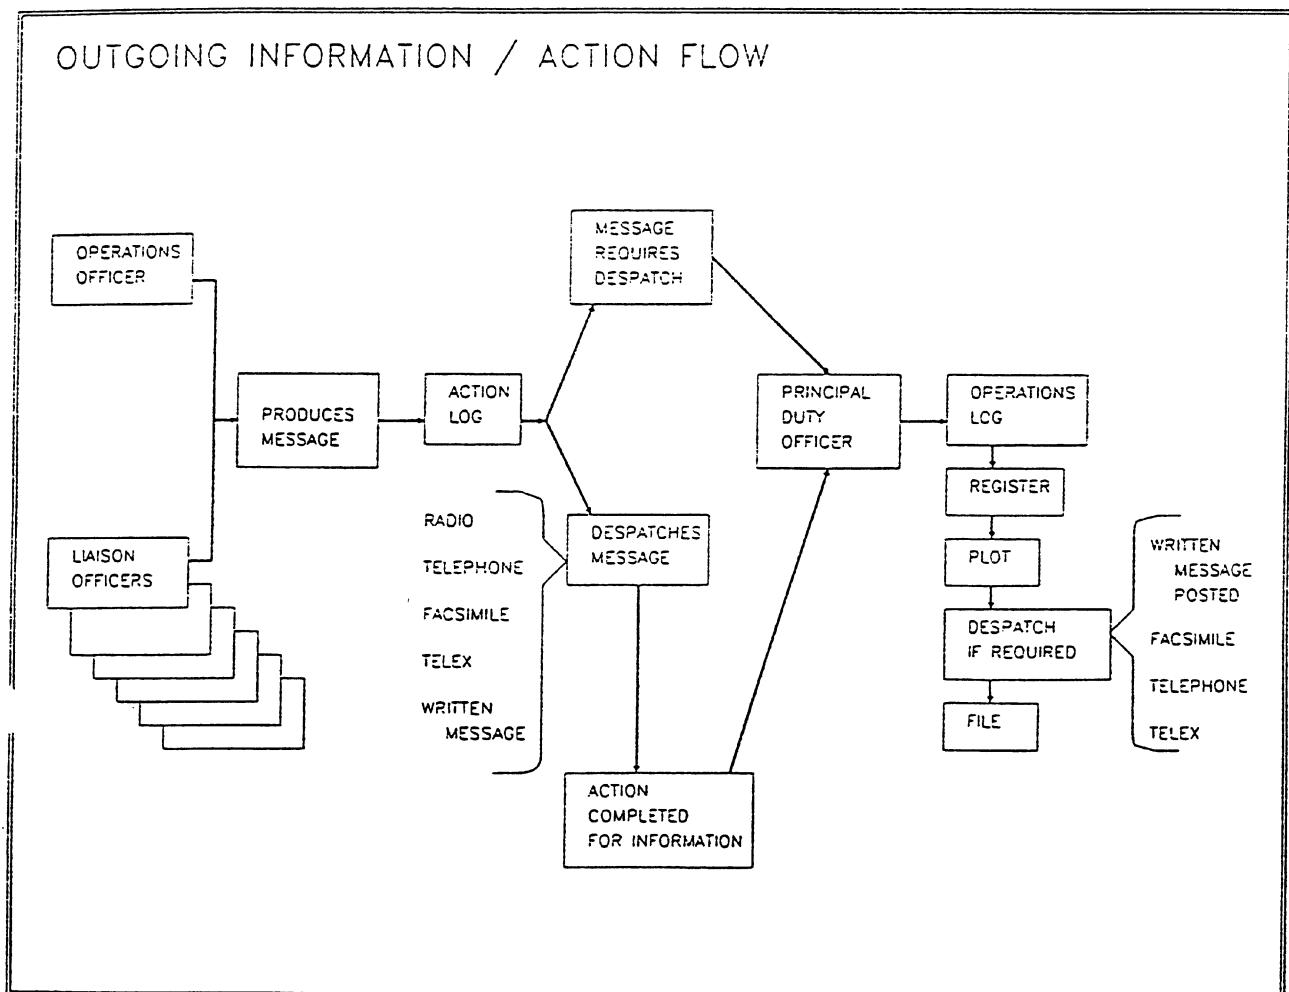 OUTGOING INFORMATION / ACTION FLOW
OPERATIONS
OFFICER
LIAISON
OFFICERS
PRODUCES
MESSAGE
ACTION
LOG
MESSAGE
REQUIRES
DESPATCH
RADIO
TELEPHONE
FACSIMILE
TELEX
WRITTEN
MESSAGE
DESPATCHES
MESSAGE
ACTION
COMPLETED
FOR INFORMATION
PRINCIPAL
DUTY
OFFICER
OPERATIONS
LOG
REGISTER
PLOT
DESPATCH
IF REQUIRED
FILE
WRITTEN
MESSAGE
POSTED
FACSIMILE
TELEPHONE
TELEX